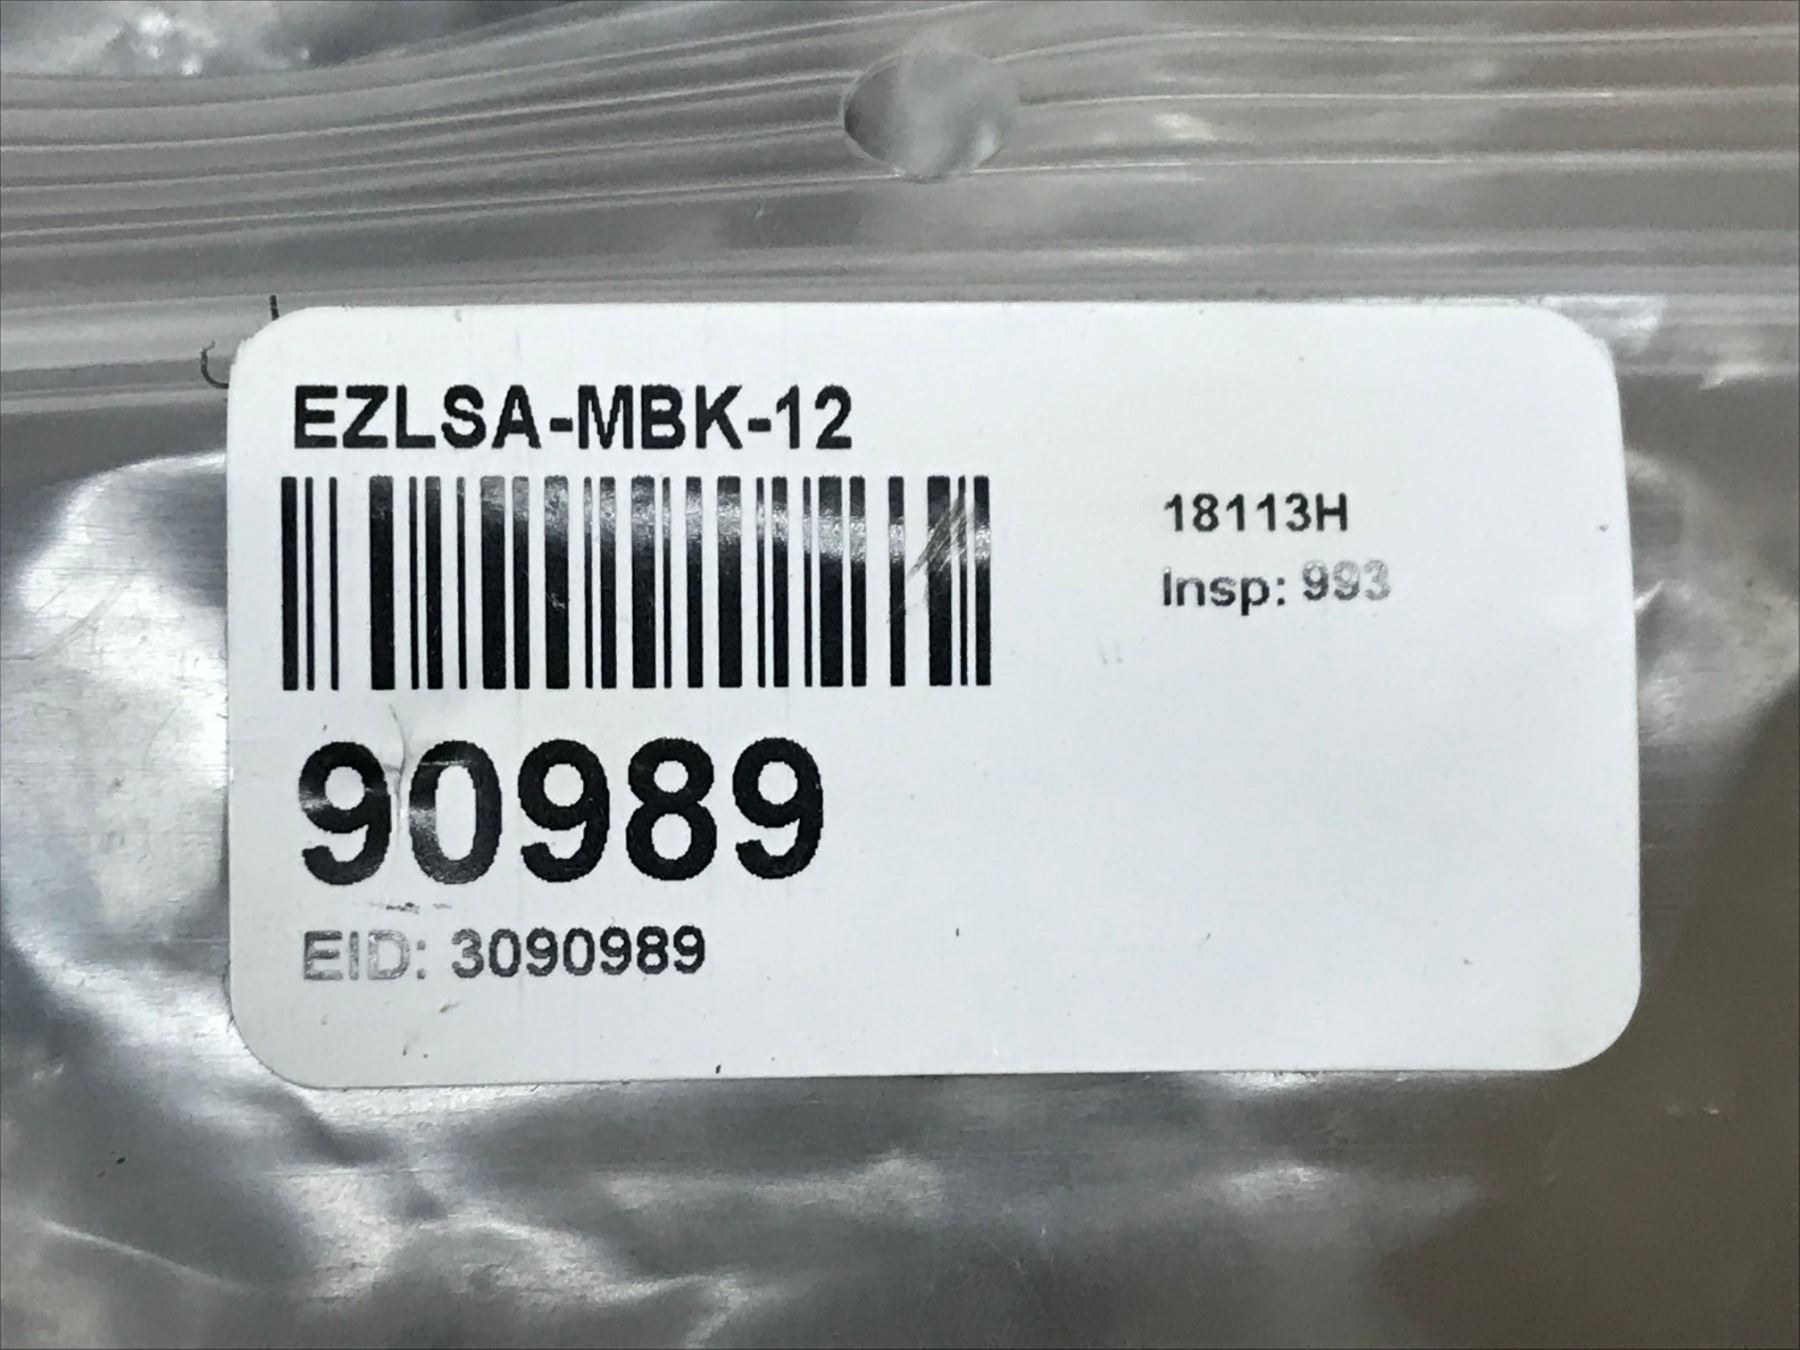 EZLSA-MBK-12
18113H
Insp: 993
90989
EID: 3090989